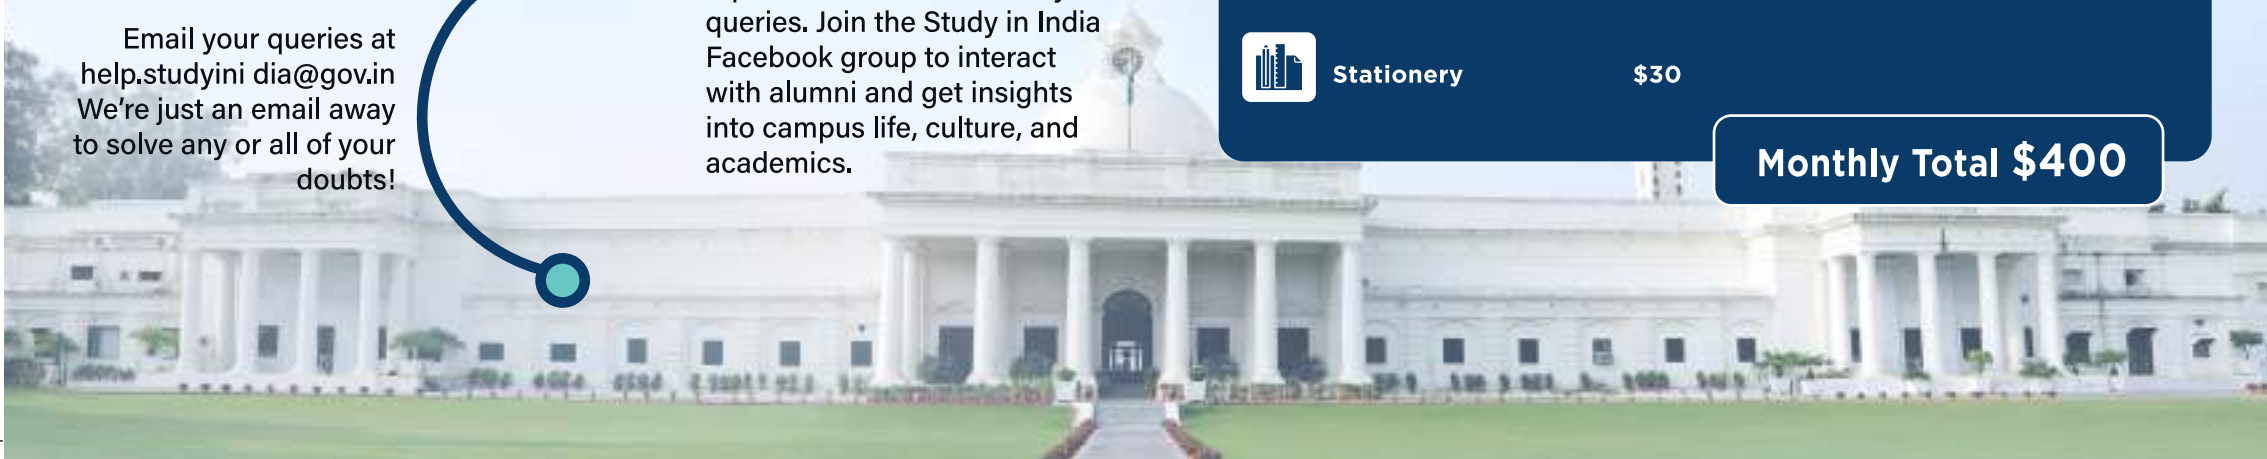 Email your queries at
help.studyini dia@gov.in
We're just an email away
to solve any or all of your
doubts!
queries. Join the Study in India
Facebook group to interact
with alumni and get insights
into campus life, culture, and
academics.
Stationery $30
Monthly Total $400